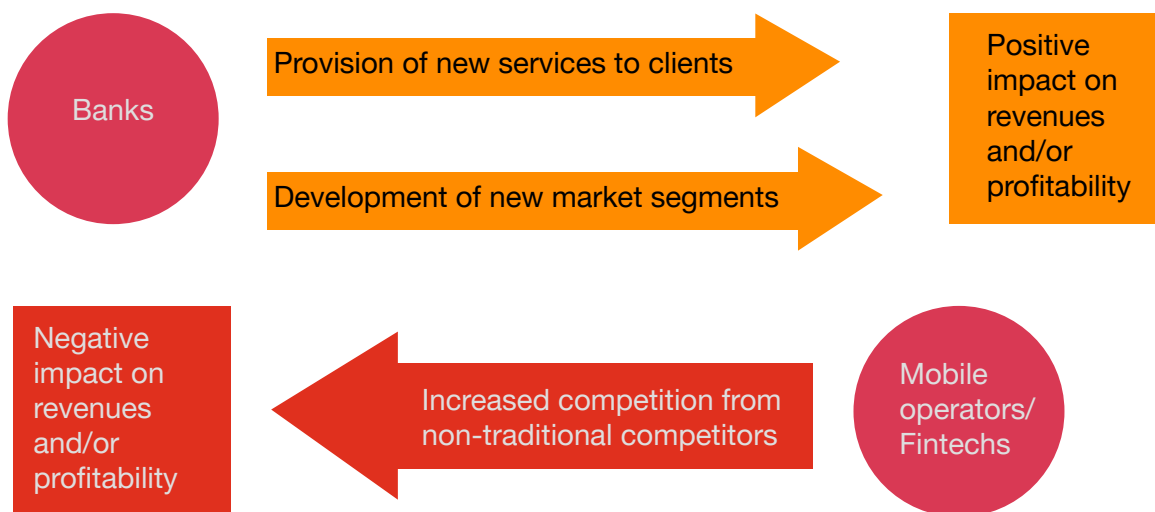 Banks
Provision of new services to clients
Development of new market segments
Positive
impact on
revenues
and/or
profitability
Negative
impact on
revenues
and/or
profitability
Increased competition from
non-traditional competitors
Mobile
operators/
Fintechs